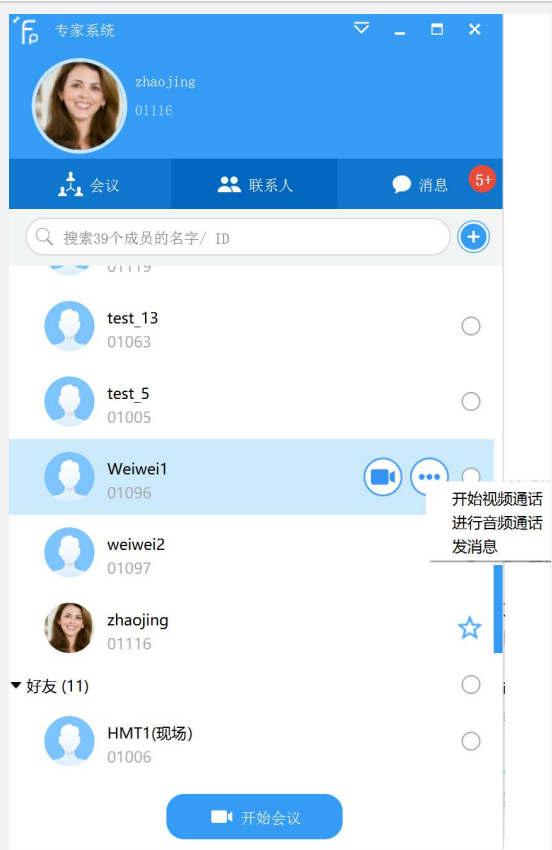 专家系统
zhaojing
01116
会议
联系人
消息
5+
搜索39个成员的名字/ ID
01119
test_13
01063
test_5
01005
Weiwei1
01096
开始视频通话
进行音频通话
发消息
weiwei2
01097
zhaojing
01116
好友 (11)
HMT1(现场)
01006
开始会议